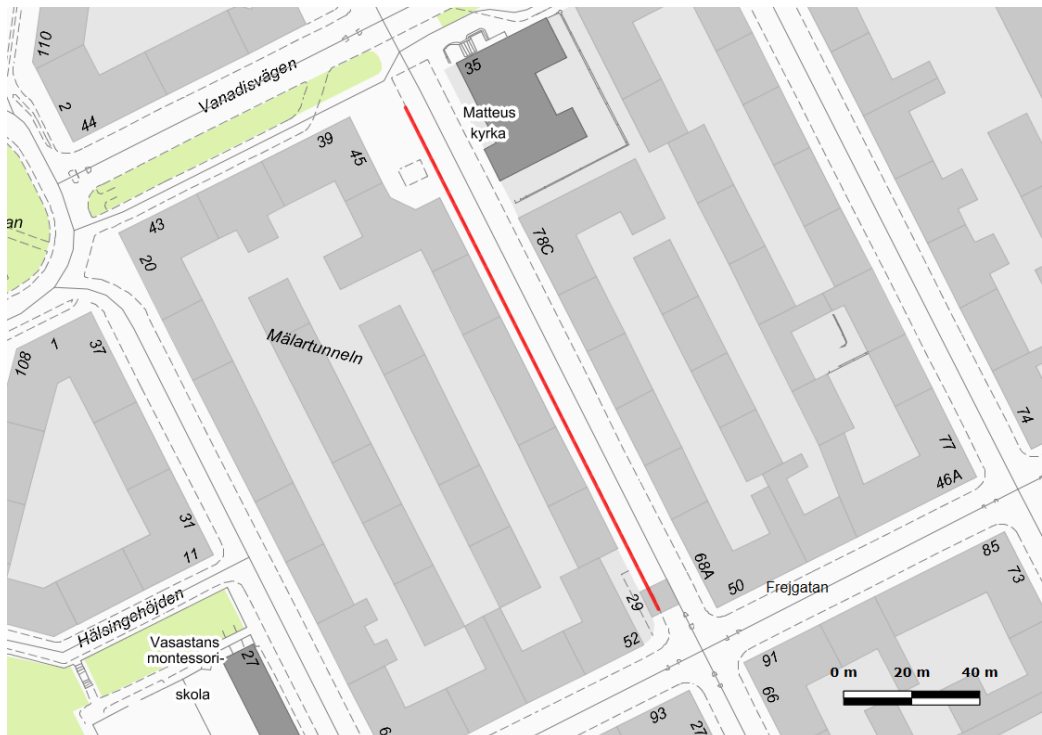 110
Vanadisvägen
2
44
35
Matteus
kyrka
39
45
43
20
an
78C
Mälartunneln
1
37
108
74
77
46A
31
11
68A
50
Frejgatan
85
73
29
52
Hälsingehöjden
Vasastans
montessori-
skola
27
91
66
0 m 20 m 40 m
93
27
6